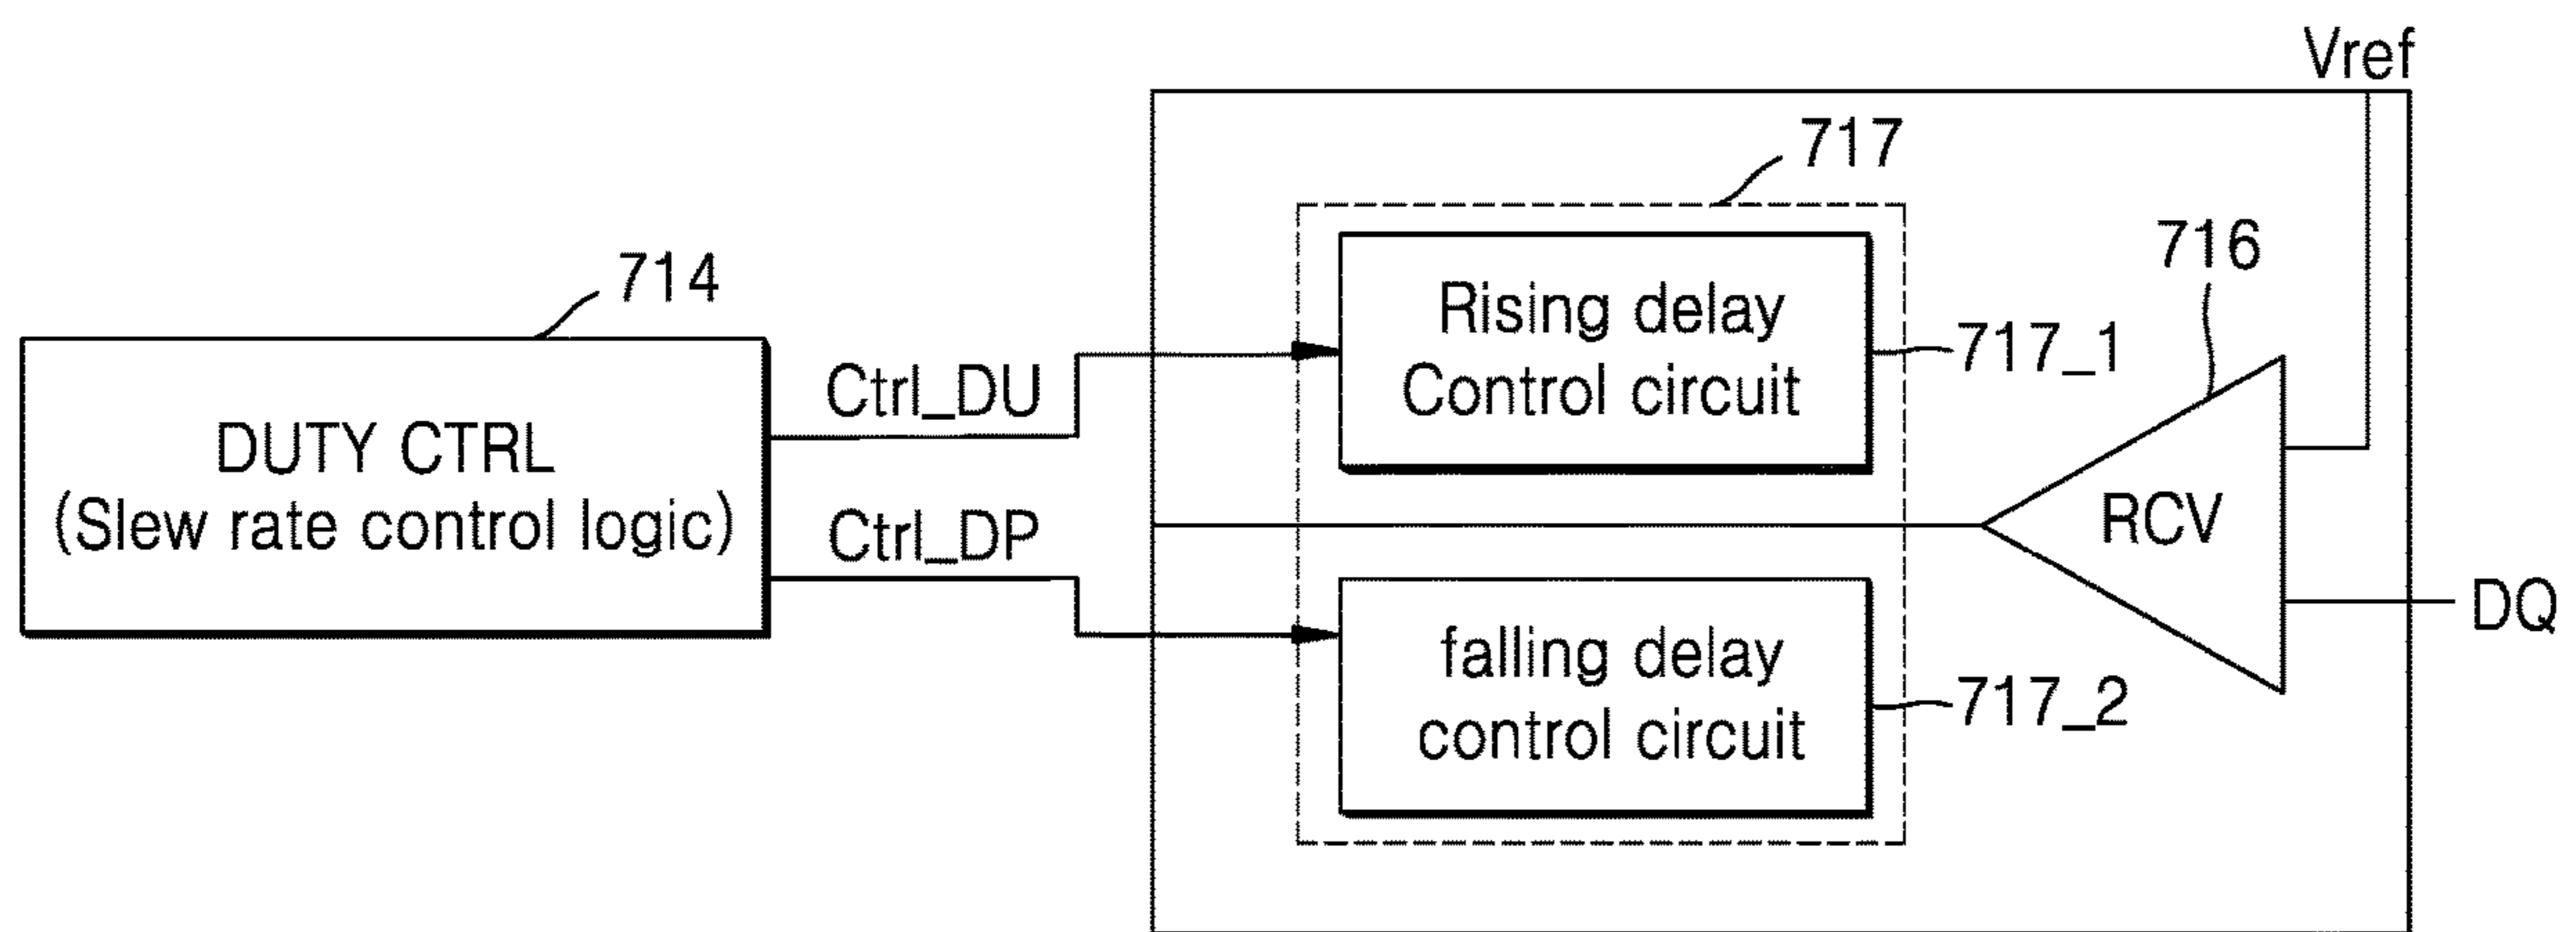 Vref
717
716
714
Rising delay
Control circuit
717_1
Ctrl_DU
DUTY CTRL
(Slew rate control logic)
RCV
Ctrl_DP
DQ
falling delay
control circuit
717_2